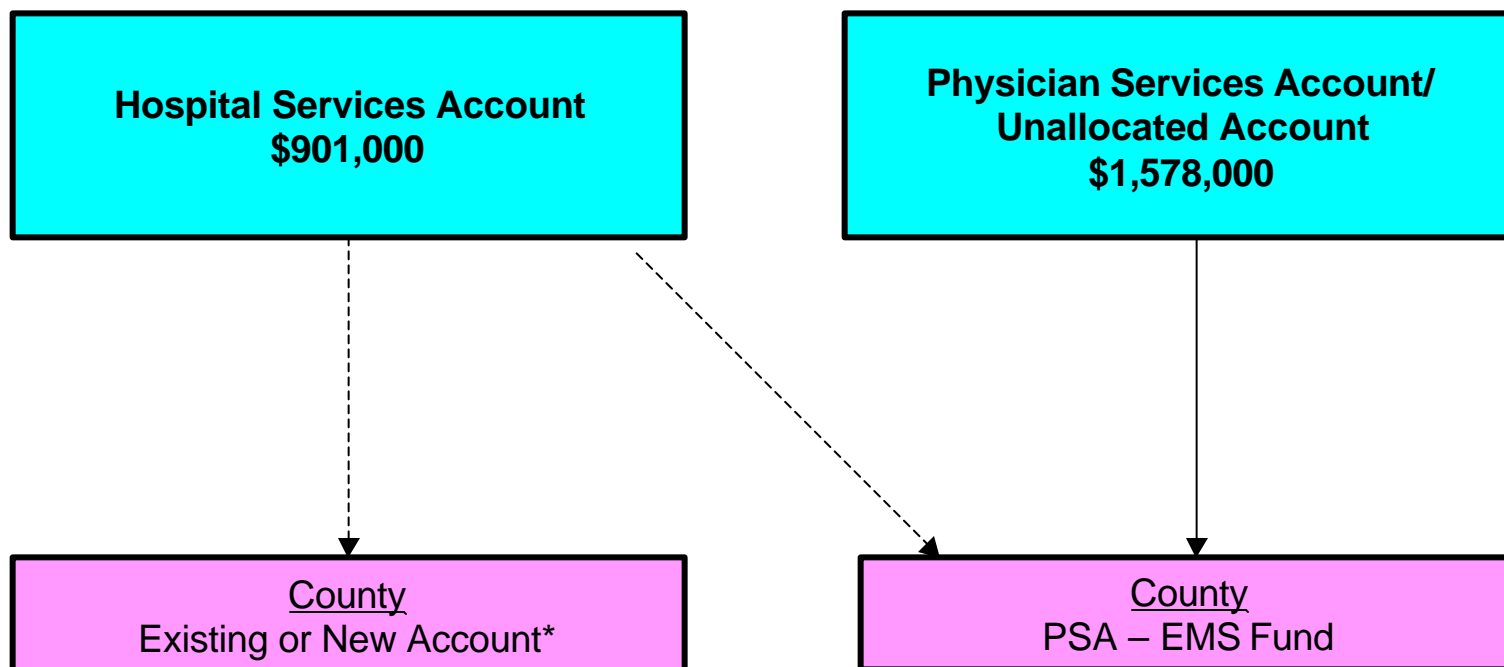 Hospital Services Account
$901,000
Physician Services Account/
Unallocated Account
$1,578,000
County
Existing or New Account*
County
PSA – EMS Fund